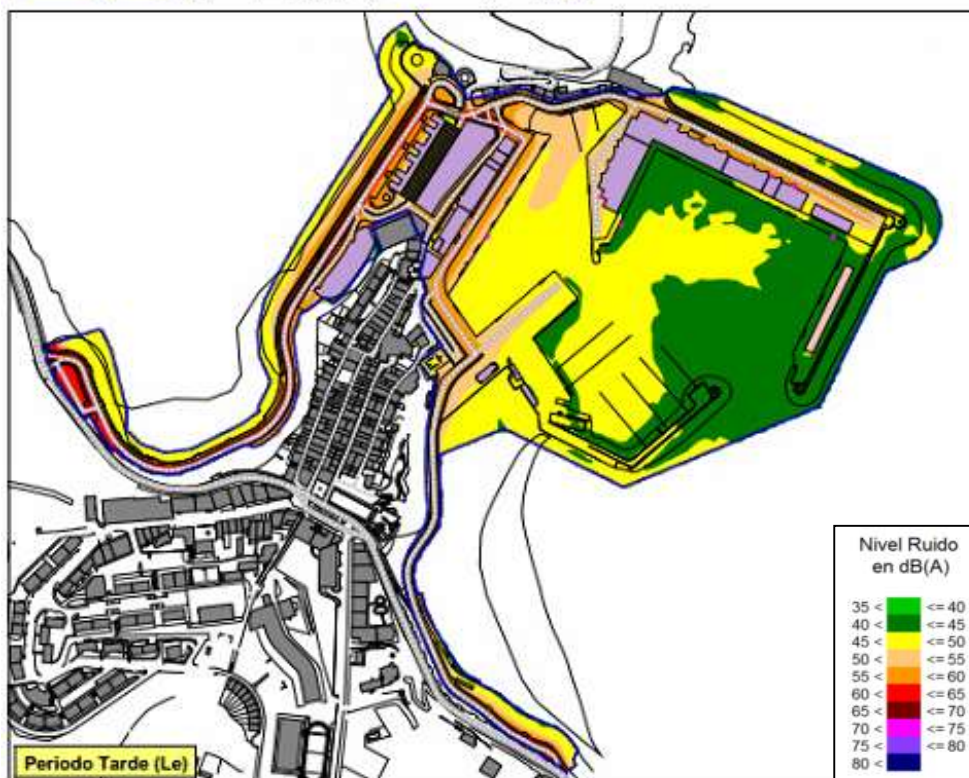 Nivel Ruido
en dB(A)
35 < <= 40
40 < <= 45
45 < <= 50
50 < <= 55
55 < <= 60
60 < <= 65
65 < <= 70
70 < <= 75
75 < <= 80
80 <
Periodo Tarde (Le)